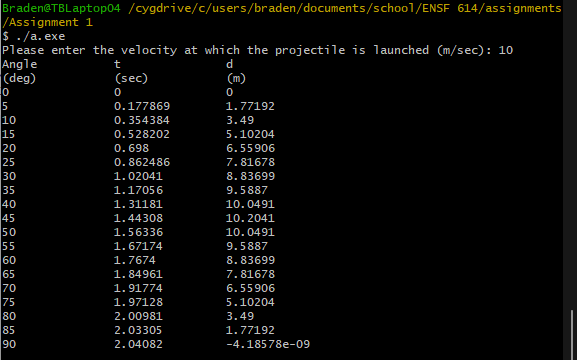 Braden@TBLaptop04 /cygdrive/c/users/braden/documents/school/ENSF 614/assignments
/Assignment 1
$ ./a.exe
Please enter the velocity at which the projectile is launched (m/sec): 10
Angle t d
(deg) (sec) (m)
0 0 0
5 0.177869 1.77192
10 0.354384 3.49
15 0.528202 5.10204
20 0.698 6.55906
25 0.862486 7.81678
30 1.02041 8.83699
35 1.17056 9.5887
40 1.31181 10.0491
45 1.44308 10.2041
50 1.56336 10.0491
55 1.67174 9.5887
60 1.7674 8.83699
65 1.84961 7.81678
70 1.91774 6.55906
75 1.97128 5.10204
80 2.00981 3.49
85 2.03305 1.77192
90 2.04082 -4.18578e-09